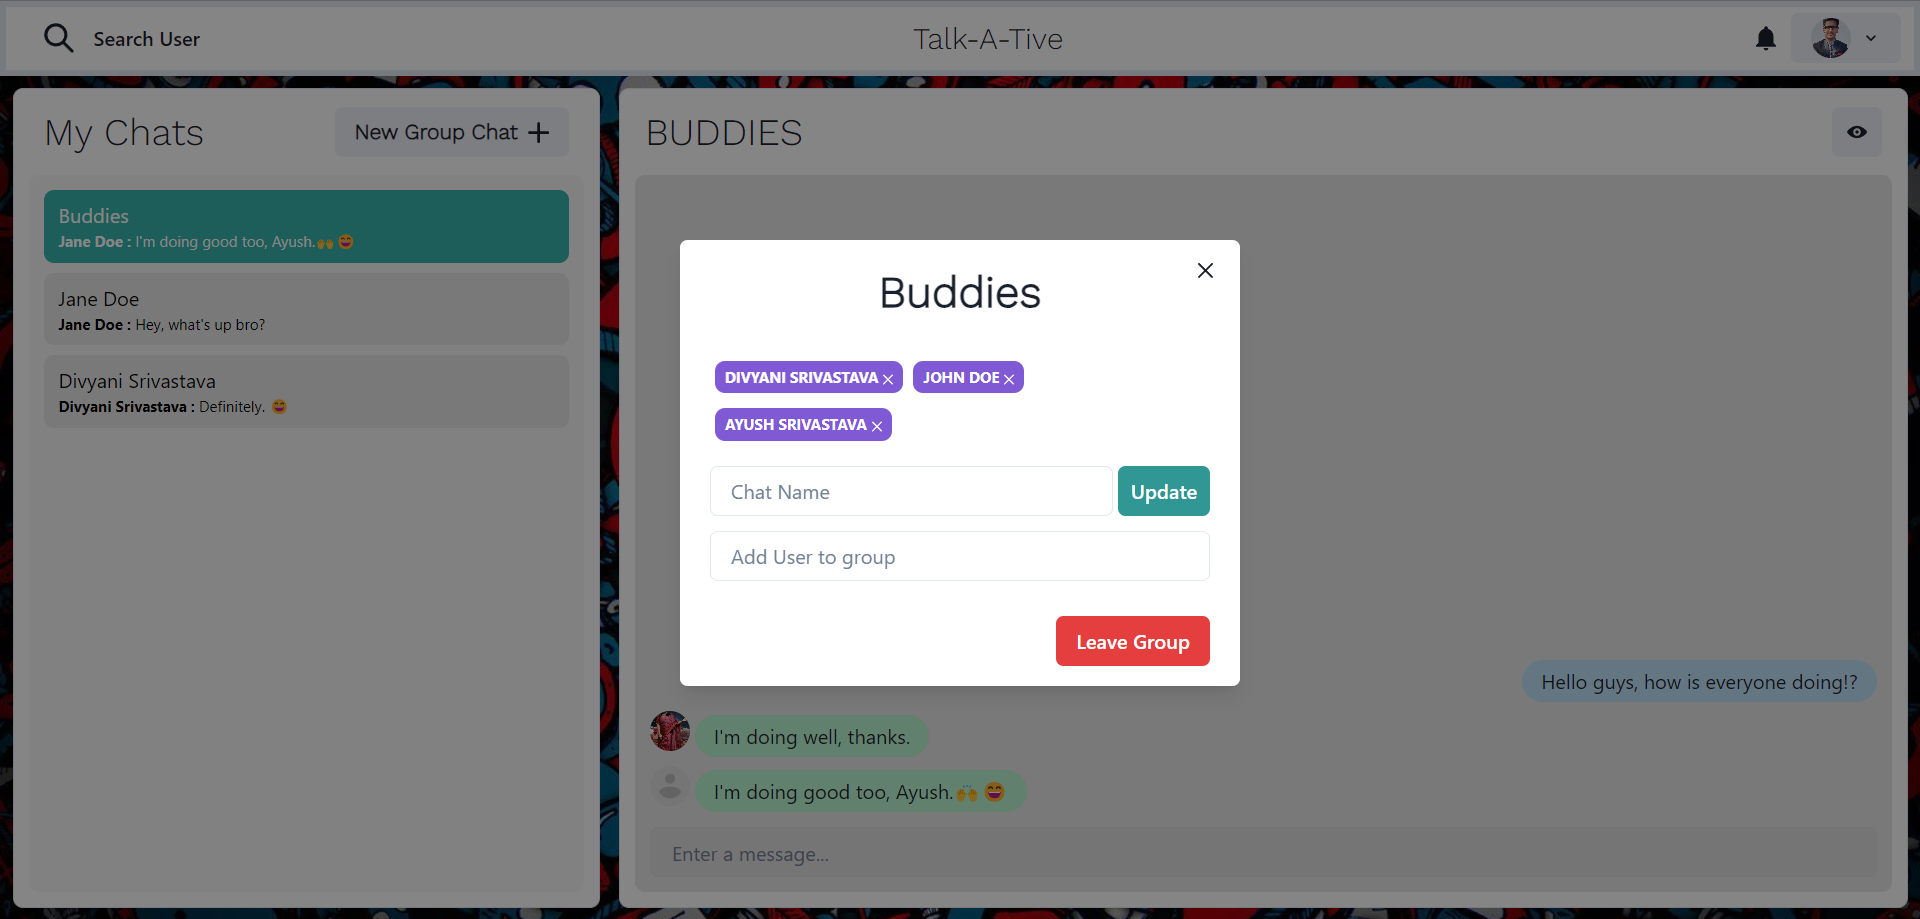 Search User
Talk-A-Tive
My Chats
New Group Chat
Buddies
Jane Doe : I'm doing good too, Ayush.🙌 😄
Jane Doe
Jane Doe : Hey, what's up bro?
Divyani Srivastava
Divyani Srivastava : Definitely. 😄
BUDDIES
Buddies
DIVYANI SRIVASTAVA
JOHN DOE
AYUSH SRIVASTAVA
Chat Name
Update
Add User to group
Leave Group
Hello guys, how is everyone doing!?
I'm doing well, thanks.
I'm doing good too, Ayush.🙌 😄
Enter a message...